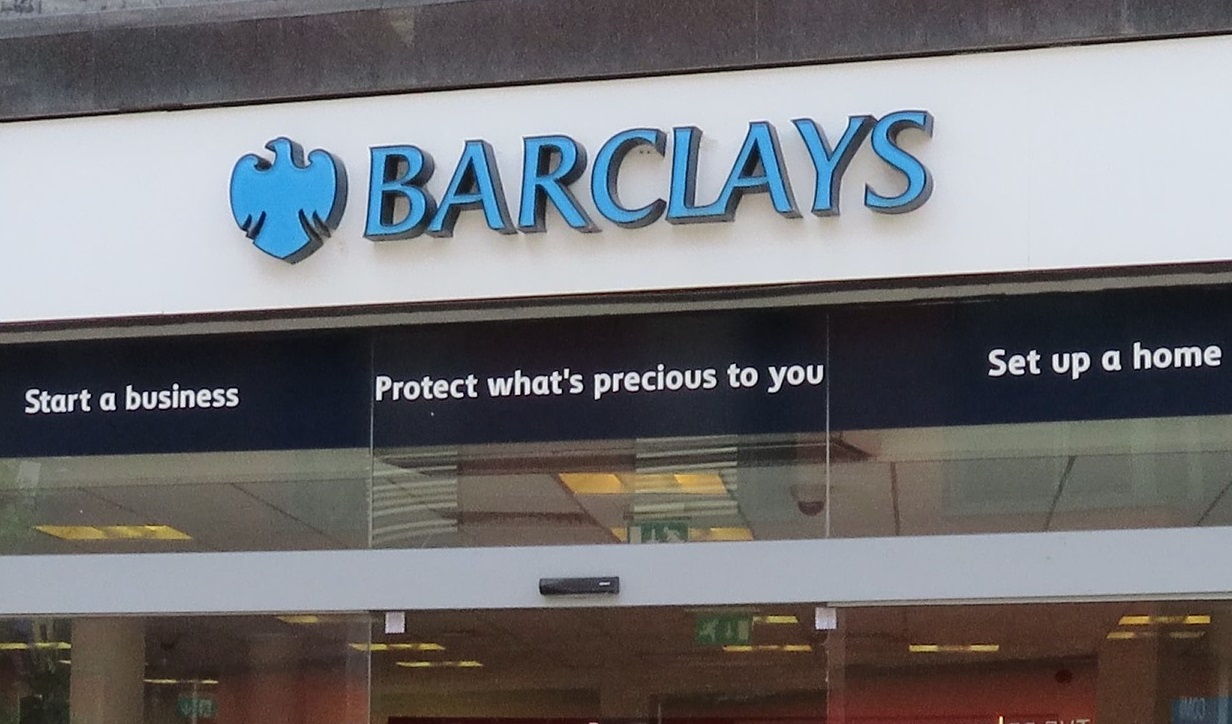 BARCLAYS
Start a business
Protect what's precious to you
Set up a home